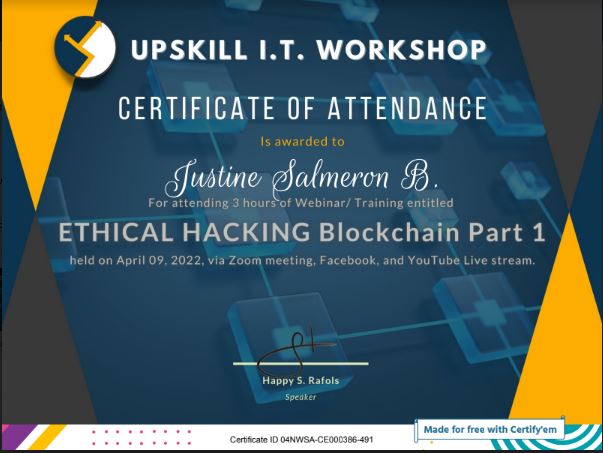 UPSKILL I.T. WORKSHOP
CERTIFICATE OF ATTENDANCE
Is awarded to
Justine Salmeron B.
For attending 3 hours of Webinar/ Training entitled
ETHICAL HACKING Blockchain Part 1
held on April 09, 2022, via Zoom meeting, Facebook, and YouTube Live stream.
Happy S. Rafols
Speaker
Certificate ID 04NWSA-CE000386-491
Made for free with Certify'em